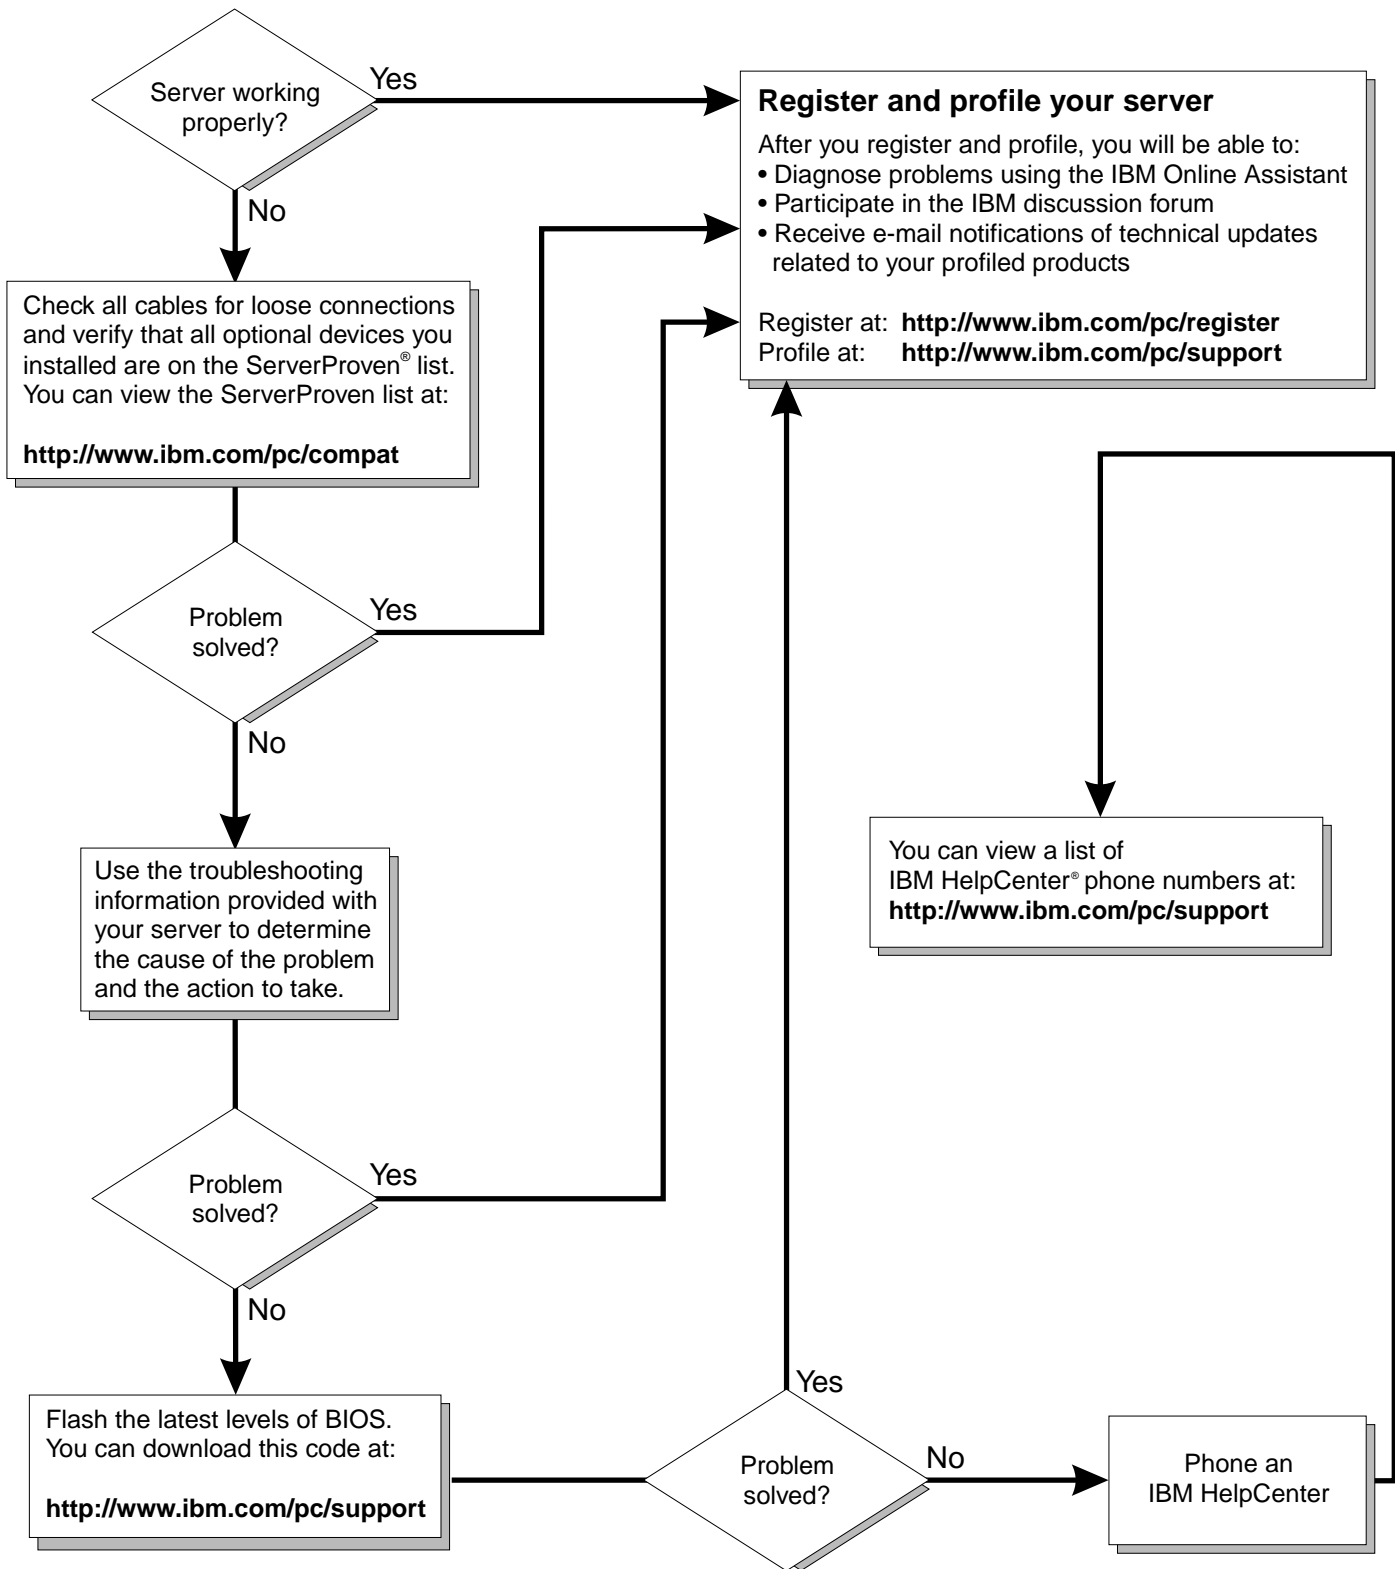 Server working
properly?
Yes
No
Register and profile your server
After you register and profile, you will be able to:
• Diagnose problems using the IBM Online Assistant
• Participate in the IBM discussion forum
• Receive e-mail notifications of technical updates
related to your profiled products
Register at: http://www.ibm.com/pc/register
Profile at: http://www.ibm.com/pc/support
Check all cables for loose connections
and verify that all optional devices you
installed are on the ServerProven® list.
You can view the ServerProven list at:
http://www.ibm.com/pc/compat
Problem
solved?
Yes
No
Use the troubleshooting
information provided with
your server to determine
the cause of the problem
and the action to take.
You can view a list of
IBM HelpCenter® phone numbers at:
http://www.ibm.com/pc/support
Problem
solved?
Yes
No
Flash the latest levels of BIOS.
You can download this code at:
http://www.ibm.com/pc/support
Problem
solved?
Yes
No
Phone an
IBM HelpCenter